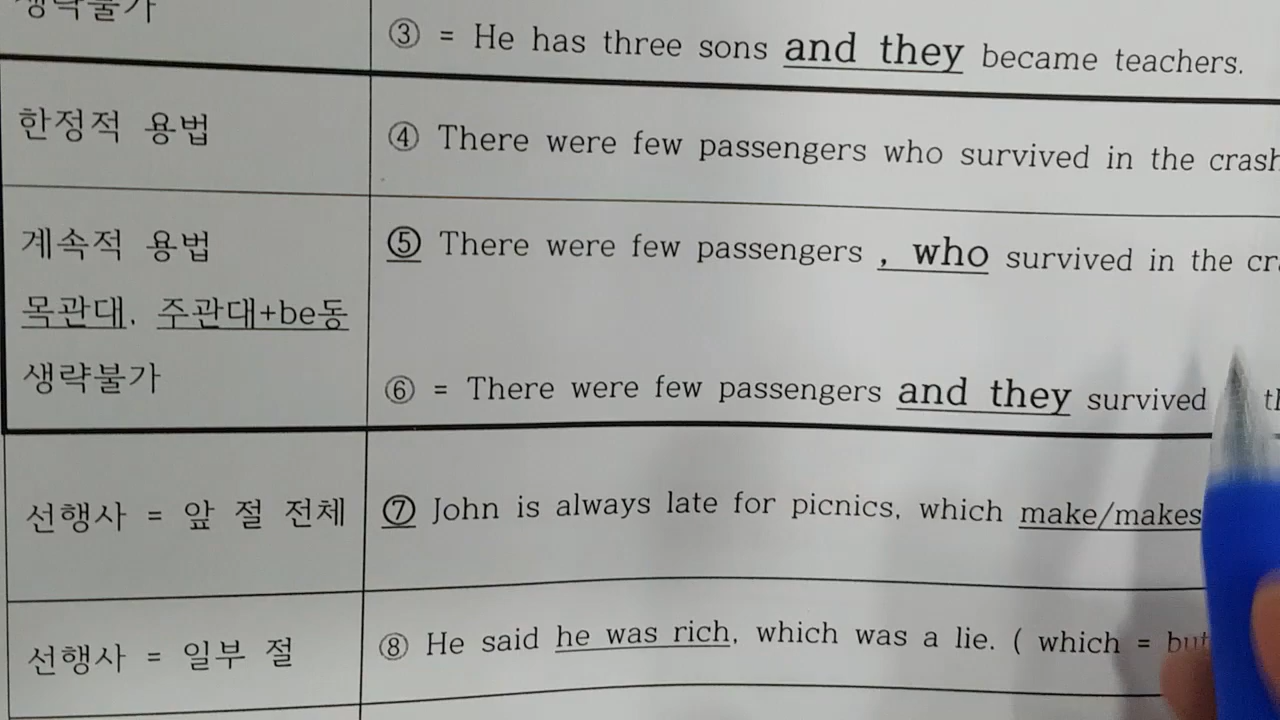 생략불가
③ = He has three sons and they became teachers.
한정적 용법
④ There were few passengers who survived in the crash
계속적 용법
목관대, 주관대+be동
생략불가
⑤ There were few passengers , who survived in the
⑥ = There were few passengers and they survived
선행사 = 앞 절 전체
⑦ John is always late for picnics, which make/makes
선행사 = 일부 절
⑧ He said he was rich, which was a lie. ( which = but